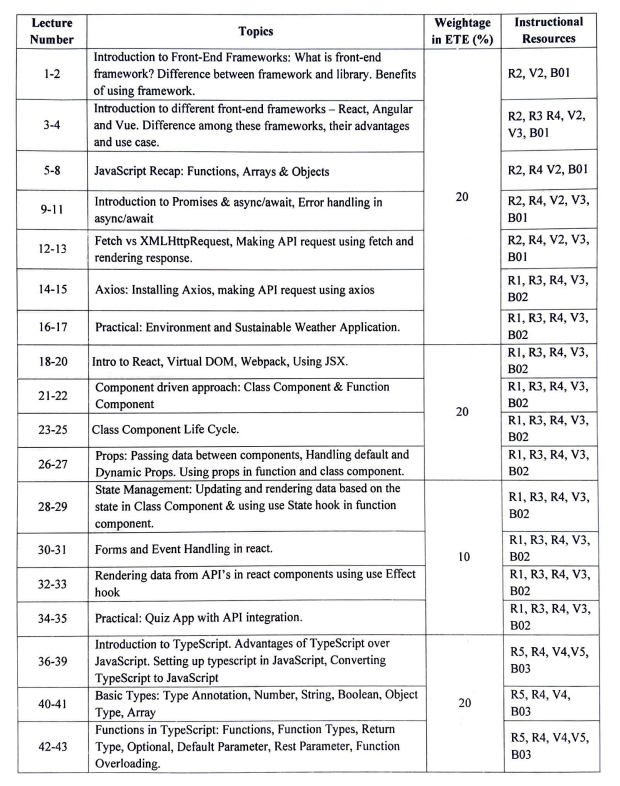 Lecture Number
Topics
Weightage in ETE (%)
Instructional Resources
1-2
Introduction to Front-End Frameworks: What is front-end
framework? Difference between framework and library. Benefits
of using framework.
R2, V2, B01
3-4
Introduction to different front-end frameworks – React, Angular
and Vue. Difference among these frameworks, their advantages
and use case.
R2, R3 R4, V2,
V3, B01
5-8
JavaScript Recap: Functions, Arrays & Objects
R2, R4 V2, B01
20
9-11
Introduction to Promises & async/await, Error handling in
async/await
R2, R4, V2, V3,
B01
12-13
Fetch vs XMLHttpRequest, Making API request using fetch and
rendering response.
R2, R4, V2, V3,
B01
14-15
Axios: Installing Axios, making API request using axios
R1, R3, R4, V3,
B02
16-17
Practical: Environment and Sustainable Weather Application.
R1, R3, R4, V3,
B02
18-20
Intro to React, Virtual DOM, Webpack, Using JSX.
R1, R3, R4, V3,
B02
21-22
Component driven approach: Class Component & Function
Component
R1, R3, R4, V3,
B02
20
23-25
Class Component Life Cycle.
R1, R3, R4, V3,
B02
26-27
Props: Passing data between components, Handling default and
Dynamic Props. Using props in function and class component.
R1, R3, R4, V3,
B02
28-29
State Management: Updating and rendering data based on the
state in Class Component & using use State hook in function
component.
R1, R3, R4, V3,
B02
30-31
Forms and Event Handling in react.
R1, R3, R4, V3,
B02
10
32-33
Rendering data from API's in react components using use Effect
hook
R1, R3, R4, V3,
B02
34-35
Practical: Quiz App with API integration.
R1, R3, R4, V3,
B02
36-39
Introduction to TypeScript. Advantages of TypeScript over
JavaScript. Setting up typescript in JavaScript, Converting
TypeScript to JavaScript
R5, R4, V4,V5,
B03
40-41
Basic Types: Type Annotation, Number, String, Boolean, Object
Type, Array
20
R5, R4, V4,
B03
42-43
Functions in TypeScript: Functions, Function Types, Return
Type, Optional, Default Parameter, Rest Parameter, Function
Overloading.
R5, R4, V4,V5,
B03